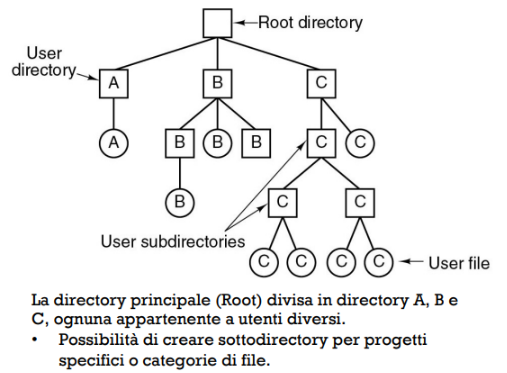 Root directory
User
directory
A
B
C
A
B
B
B
C
C
B
C
C
User subdirectories
C
C
C
C
User file
La directory principale (Root) divisa in directory A, B e
C, ognuna appartenente a utenti diversi.
• Possibilità di creare sottodirectory per progetti
specifici o categorie di file.